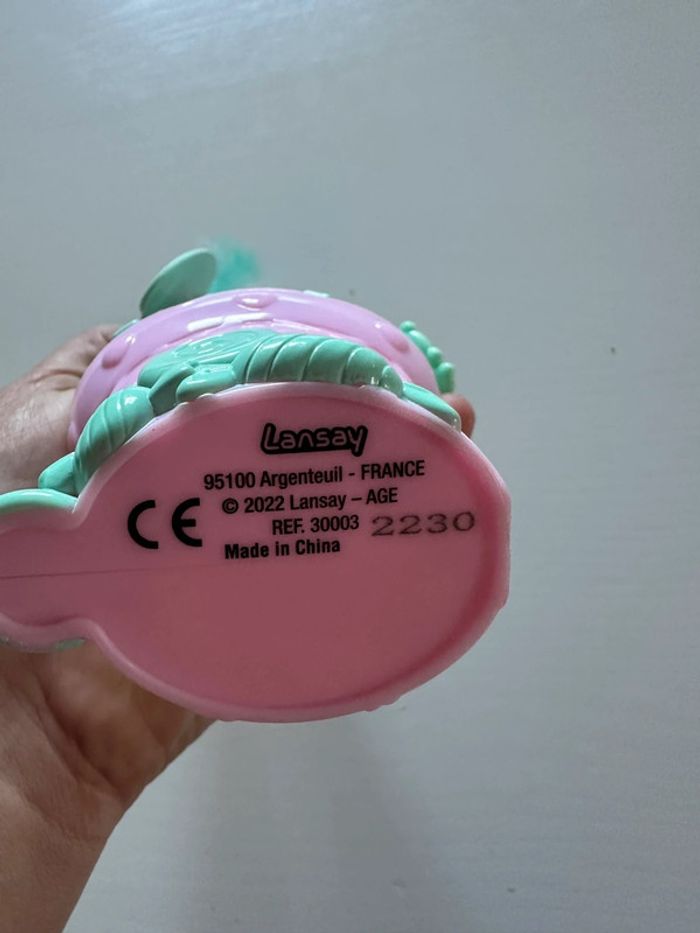 Lansay
95100 Argenteuil - FRANCE
© 2022 Lansay – AGE
CE
REF. 30003 2230
Made in China